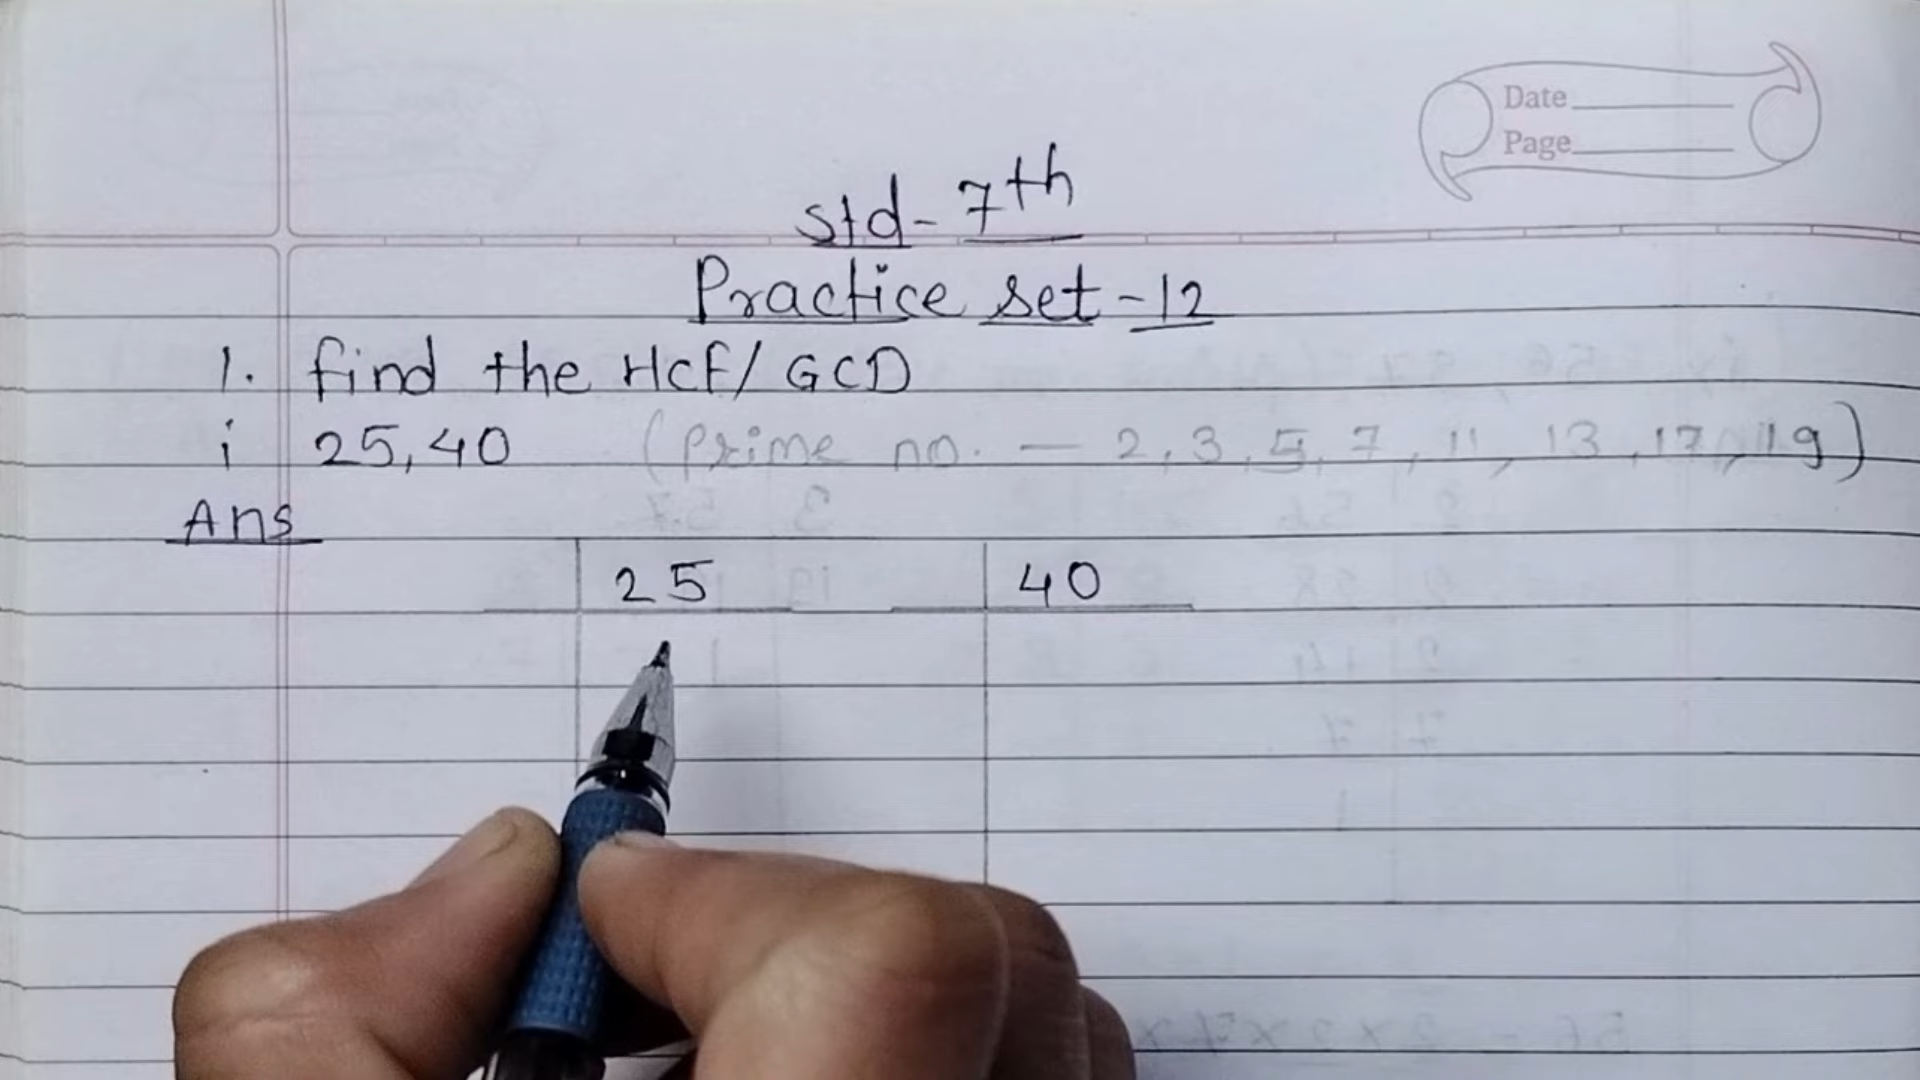 Date
Page
Std- 7th
Practice set-12
1. find the HCF/ GCD
i 25, 40 (Prime no. — 2, 3, 5, 7, 11, 13, 17, 19)
Ans
25 40